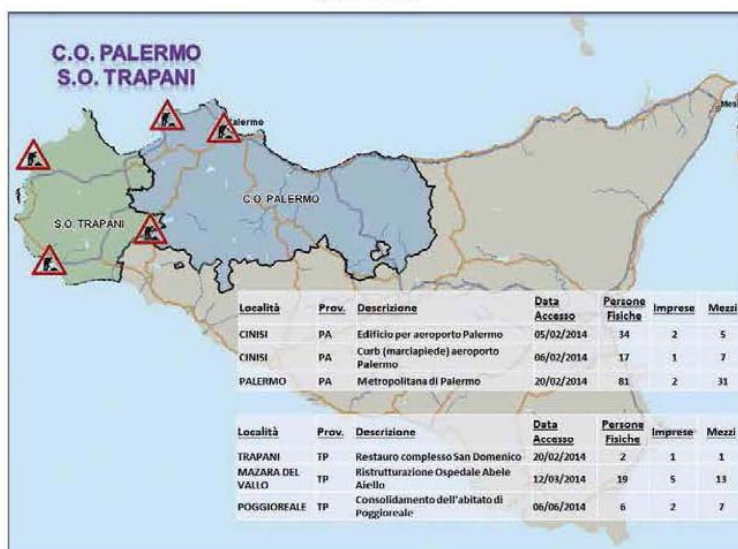 C.O. PALERMO
S.O. TRAPANI
Palermo
C.O. PALERMO
S.O. TRAPANI
Località Prov. Descrizione Data Accesso Persone Fisiche Imprese Mezzi
CINISI PA Edificio per aeroporto Palermo 05/02/2014 34 2 5
CINISI PA Curb (marciapiede) aeroporto Palermo 06/02/2014 17 1 7
PALERMO PA Metropolitana di Palermo 20/02/2014 81 2 31
Località Prov. Descrizione Data Accesso Persone Fisiche Imprese Mezzi
TRAPANI TP Restauro complesso San Domenico 20/02/2014 2 1 1
MAZARA DEL VALLO TP Ristrutturazione Ospedale Abele Aiello 12/03/2014 19 5 13
POGGIOREALE TP Consolidamento dell'abitato di Poggioreale 06/06/2014 6 2 7